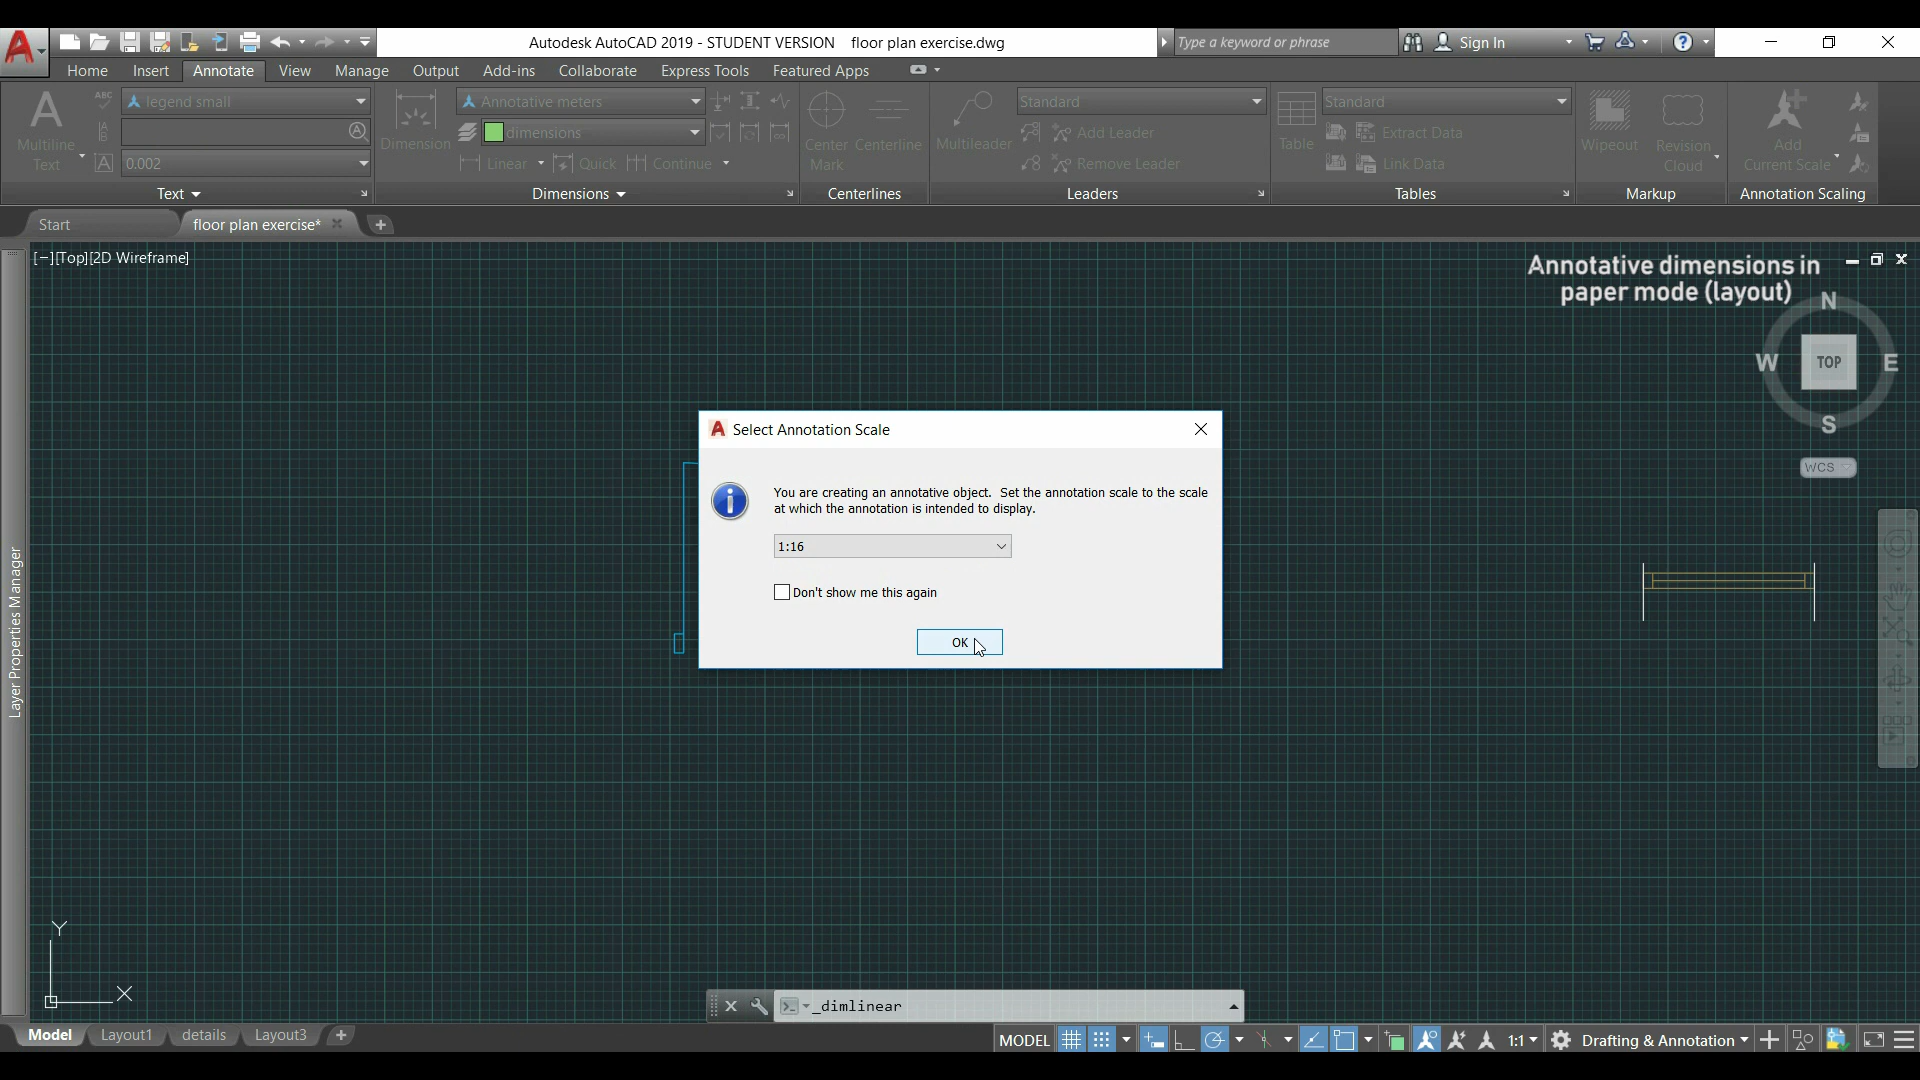 Autodesk AutoCAD 2019 - STUDENT VERSION floor plan exercise.dwg
Type a keyword or phrase
Sign In
Home Insert Annotate View Manage Output Add-ins Collaborate Express Tools Featured Apps
A ABC legend small
Annotative meters
Standard
Standard
Multiline Text
Dimension
dimensions
Center Mark
Centerline
Multileader
Add Leader
Table
Extract Data
Wipeout
Revision Cloud
Add Current Scale
0.002
Linear Quick Continue
Remove Leader
Link Data
Text Dimensions Centerlines Leaders Tables Markup Annotation Scaling
Start floor plan exercise*
[−][Top][2D Wireframe]
Annotative dimensions in
paper mode (layout)
N
W TOP E
S
WCS
Select Annotation Scale
You are creating an annotative object. Set the annotation scale to the scale
at which the annotation is intended to display.
1:16
Don't show me this again
OK
Layer Properties Manager
Y
X
_dimlinear
Model Layout1 details Layout3
MODEL 1:1 Drafting & Annotation